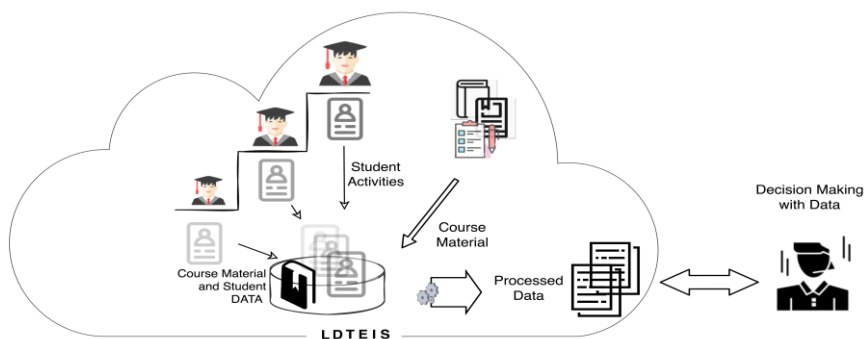 Student
Activities
Course
Material
Course Material
and Student
DATA
Processed
Data
Decision Making
with Data
LDTEIS